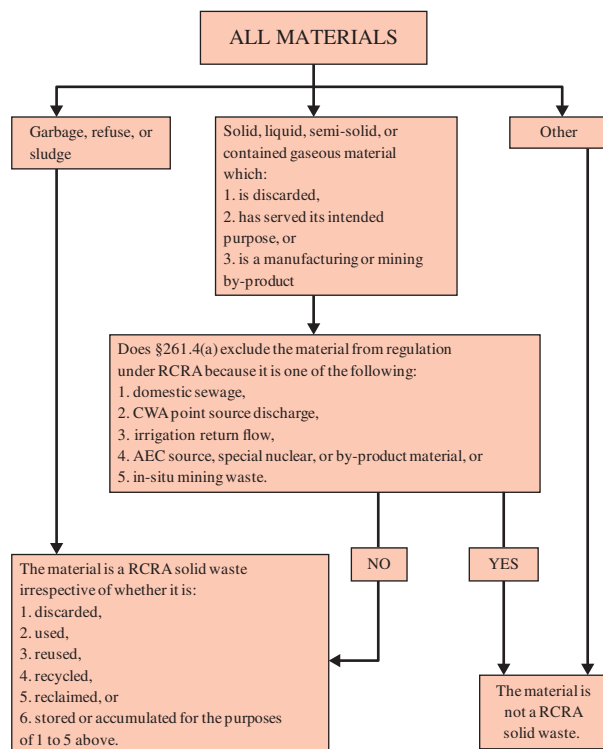 ALL MATERIALS
Garbage, refuse, or
sludge
Solid, liquid, semi-solid, or
contained gaseous material
which:
1. is discarded,
2. has served its intended
purpose, or
3. is a manufacturing or mining
by-product
Other
Does §261.4(a) exclude the material from regulation
under RCRA because it is one of the following:
1. domestic sewage,
2. CWA point source discharge,
3. irrigation return flow,
4. AEC source, special nuclear, or by-product material, or
5. in-situ mining waste.
NO
YES
The material is a RCRA solid waste
irrespective of whether it is:
1. discarded,
2. used,
3. reused,
4. recycled,
5. reclaimed, or
6. stored or accumulated for the purposes
of 1 to 5 above.
The material is
not a RCRA
solid waste.